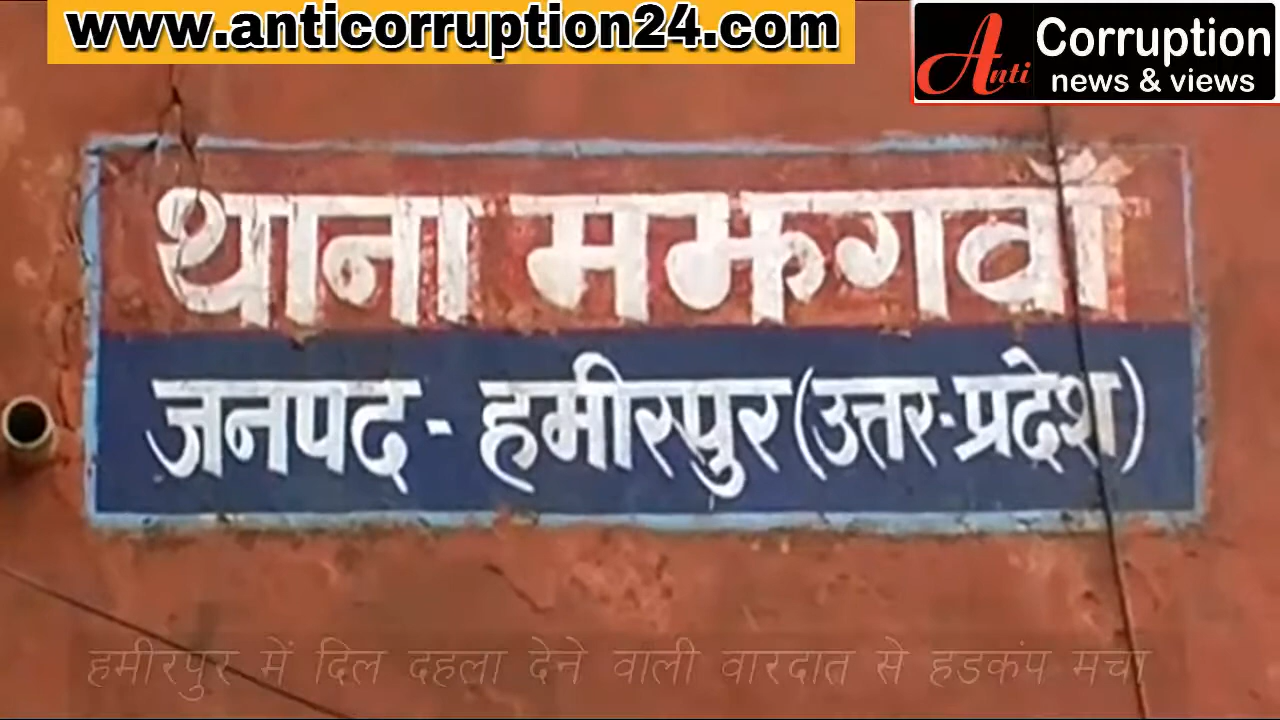 www.anticorruption24.com
Anti Corruption
news & views
थाना मझगवाँ
जनपद - हमीरपुर (उत्तर-प्रदेश)
हमीरपुर में दिल दहला देने वाली वारदात से हडकंप मचा